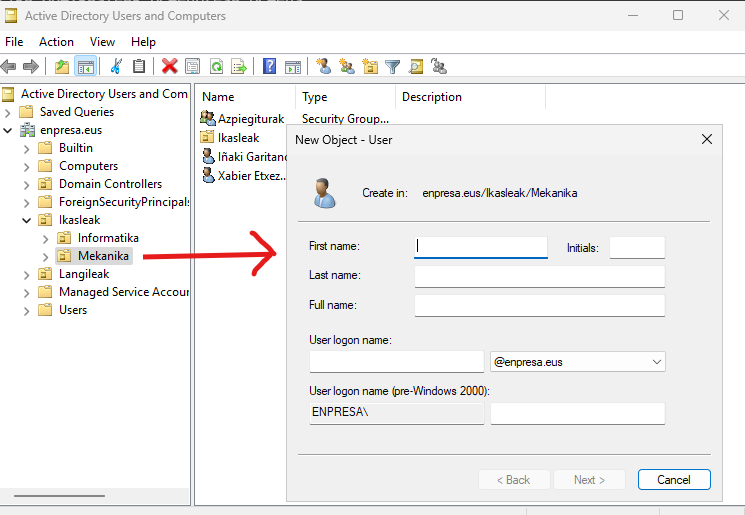 Active Directory Users and Computers
File Action View Help
Active Directory Users and Com
Saved Queries
enpresa.eus
Builtin
Computers
Domain Controllers
ForeignSecurityPrincipals
Ikasleak
Informatika
Mekanika
Langileak
Managed Service Accour
Users
Name Type Description
Azpiegiturak Security Group...
Ikasleak
Iñaki Garitano
Xabier Etxez...
New Object - User
Create in: enpresa.eus/Ikasleak/Mekanika
First name: Initials:
Last name:
Full name:
User logon name:
@enpresa.eus
User logon name (pre-Windows 2000):
ENPRESA\
< Back Next > Cancel